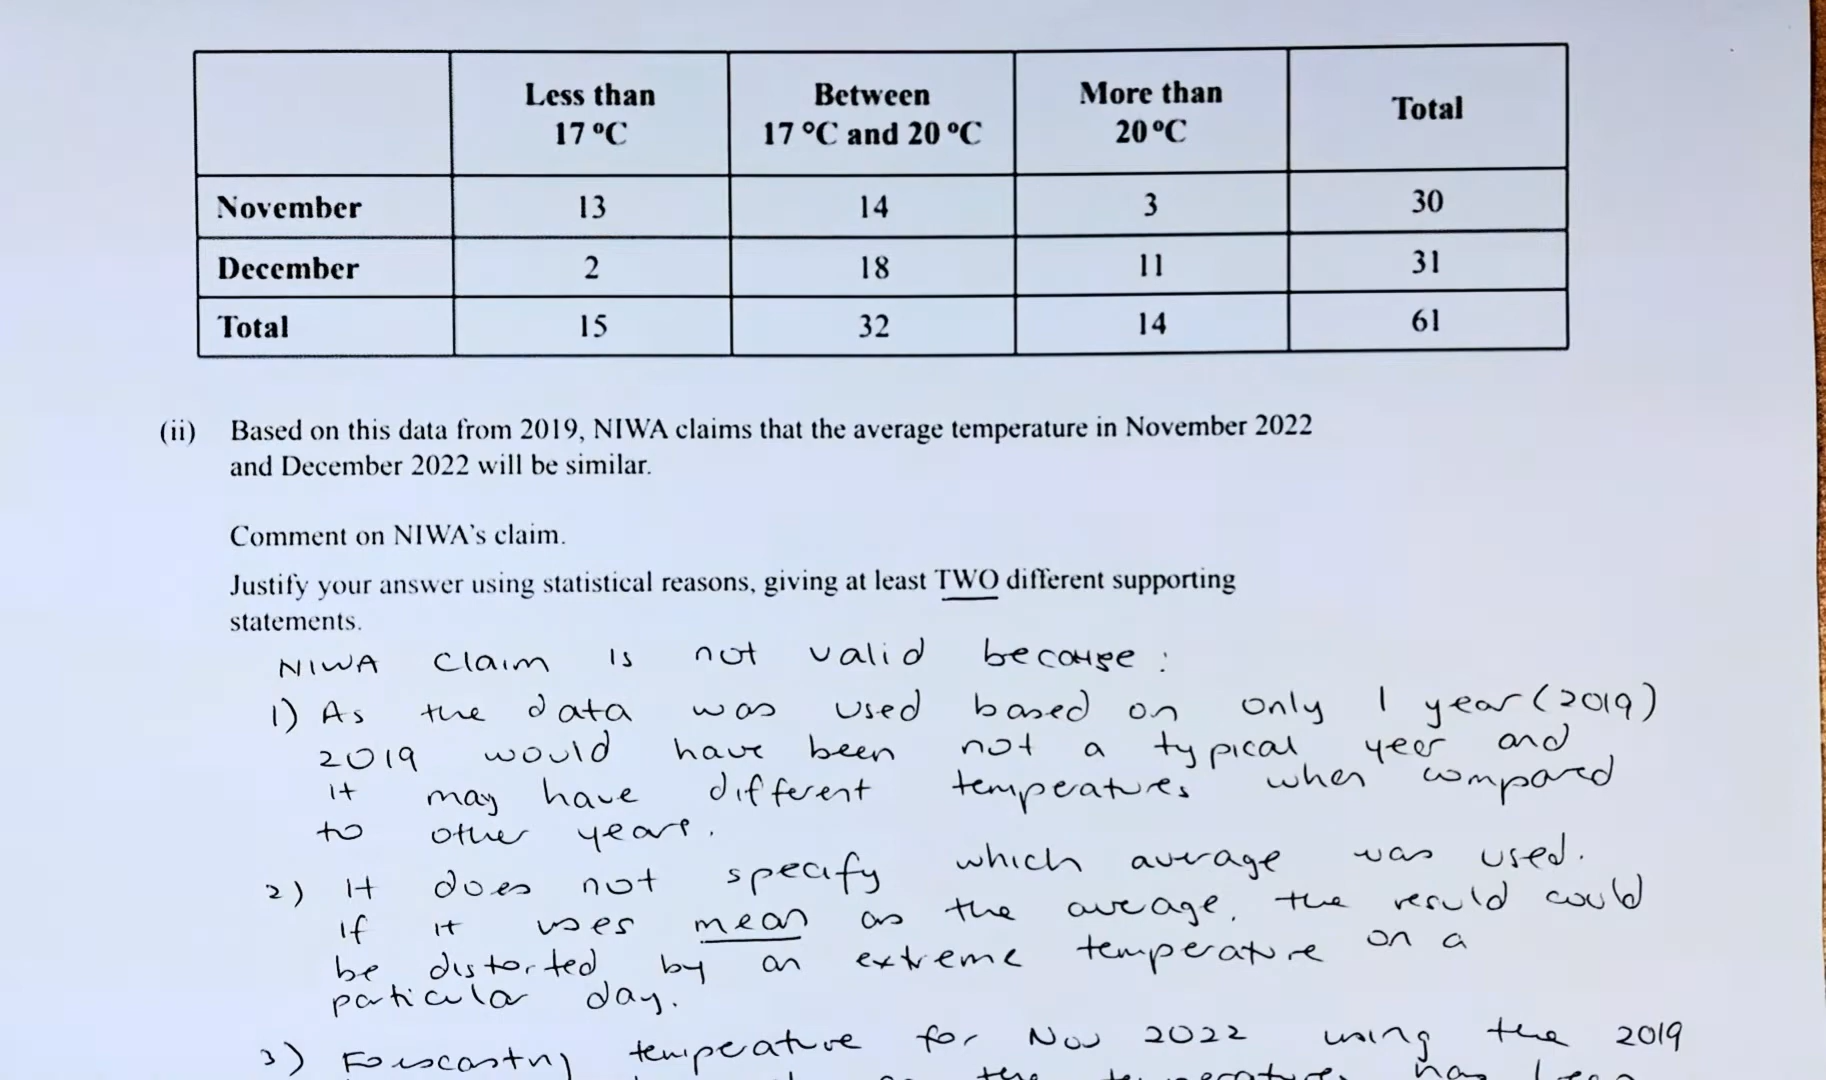 Less than 17 °C Between 17 °C and 20 °C More than 20 °C Total
November 13 14 3 30
December 2 18 11 31
Total 15 32 14 61
(ii) Based on this data from 2019, NIWA claims that the average temperature in November 2022
and December 2022 will be similar.
Comment on NIWA's claim.
Justify your answer using statistical reasons, giving at least TWO different supporting
statements.
NIWA claim is not valid because :
1) As the data was used based on only 1 year (2019)
2019 would have been not a typical year and
it may have different temperatures when compared
to other years.
2) It does not specify which average was used.
If it uses mean as the average, the resuld could
be distorted by an extreme temperature on a
particular day.
3) Forecasting temperature for Nov 2022 using the 2019
the has